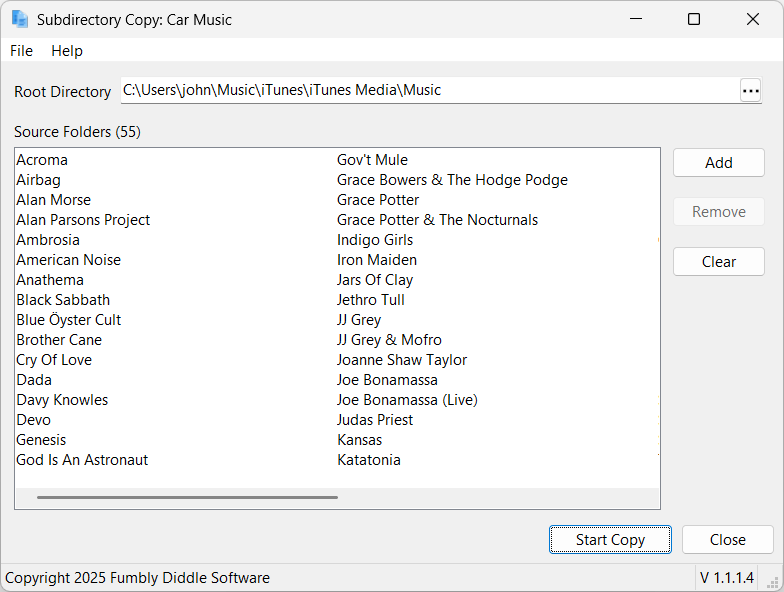 Subdirectory Copy: Car Music
File Help
Root Directory C:\Users\john\Music\iTunes\iTunes Media\Music ...
Source Folders (55)
Acroma
Airbag
Alan Morse
Alan Parsons Project
Ambrosia
American Noise
Anathema
Black Sabbath
Blue Öyster Cult
Brother Cane
Cry Of Love
Dada
Davy Knowles
Devo
Genesis
God Is An Astronaut
Gov't Mule
Grace Bowers & The Hodge Podge
Grace Potter
Grace Potter & The Nocturnals
Indigo Girls
Iron Maiden
Jars Of Clay
Jethro Tull
JJ Grey
JJ Grey & Mofro
Joanne Shaw Taylor
Joe Bonamassa
Joe Bonamassa (Live)
Judas Priest
Kansas
Katatonia
Add
Remove
Clear
Start Copy Close
Copyright 2025 Fumbly Diddle Software V 1.1.1.4